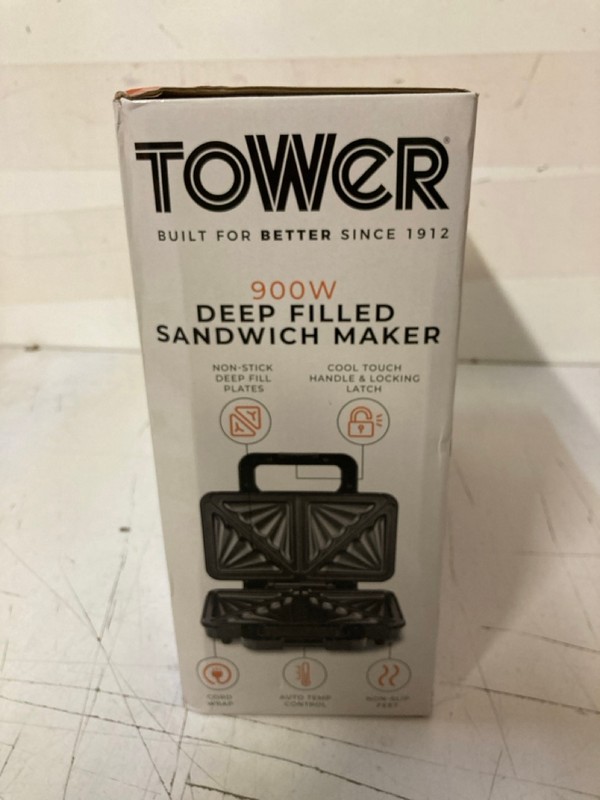 TOWER®
BUILT FOR BETTER SINCE 1912
900W
DEEP FILLED
SANDWICH MAKER
NON-STICK
DEEP FILL
PLATES
COOL TOUCH
HANDLE & LOCKING
LATCH
CORD
WRAP
AUTO TEMP
CONTROL
NON-SLIP
FEET